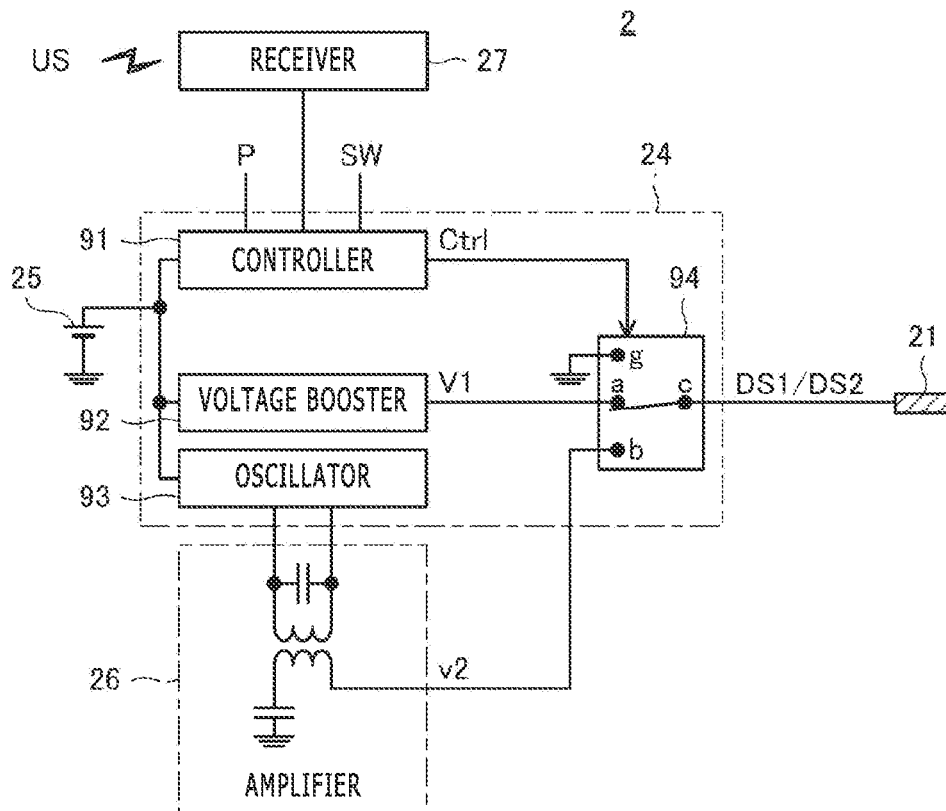 2
US
RECEIVER
27
P
SW
24
91
CONTROLLER
Ctrl
25
94
g
21
VOLTAGE BOOSTER
V1
a
c
DS1/DS2
92
b
OSCILLATOR
93
26
v2
AMPLIFIER